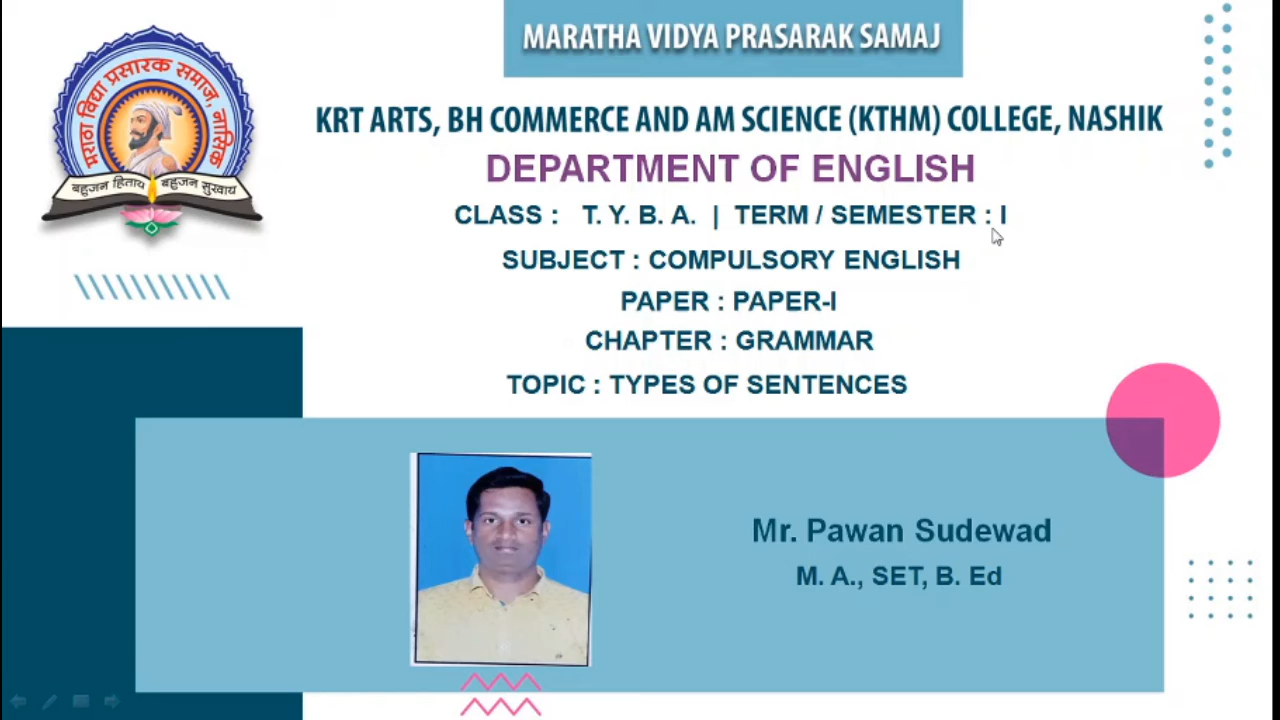 MARATHA VIDYA PRASARAK SAMAJ
मराठा विद्या प्रसारक समाज, नासिक
बहुजन हिताय बहुजन सुखाय
KRT ARTS, BH COMMERCE AND AM SCIENCE (KTHM) COLLEGE, NASHIK
DEPARTMENT OF ENGLISH
CLASS : T. Y. B. A. | TERM / SEMESTER : I
SUBJECT : COMPULSORY ENGLISH
PAPER : PAPER-I
CHAPTER : GRAMMAR
TOPIC : TYPES OF SENTENCES
Mr. Pawan Sudewad
M. A., SET, B. Ed